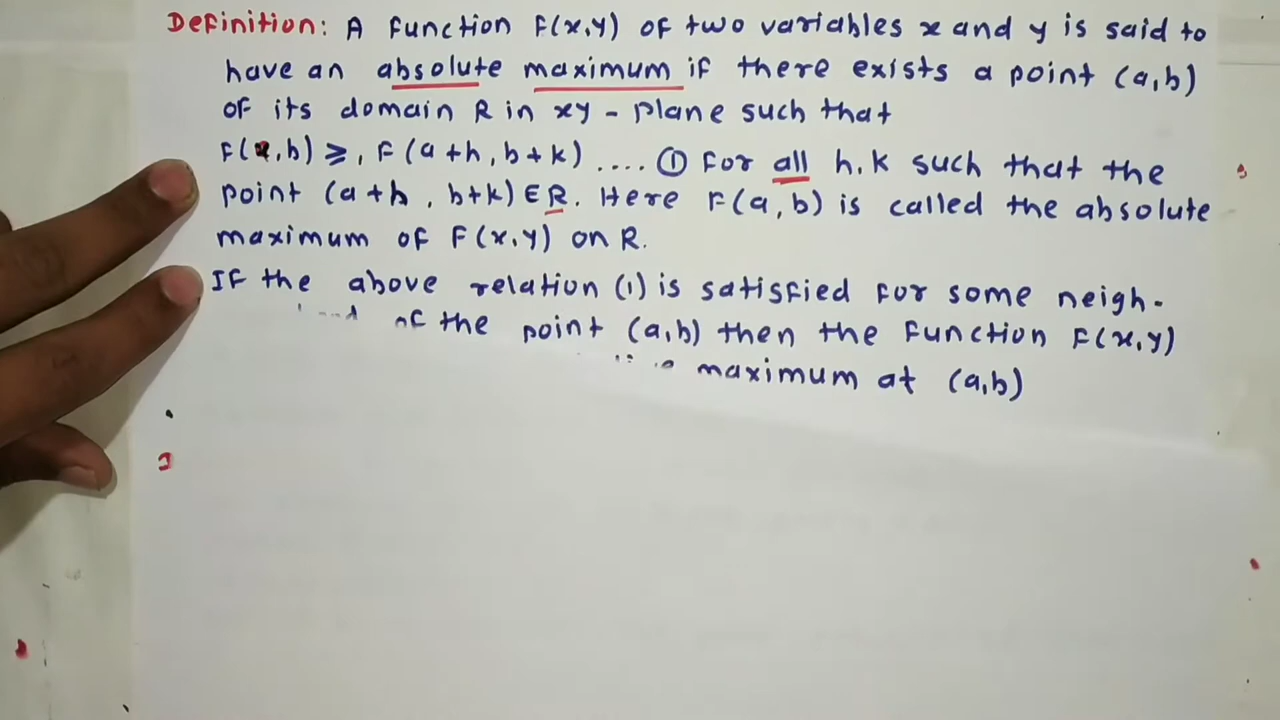 Definition: A function f(x,y) of two variables x and y is said to
have an absolute maximum if there exists a point (a,b)
of its domain R in xy-plane such that
f(a,b) ≥, f(a+h, b+k) .... ① for all h,k such that the
point (a+h, b+k) ∈ R. Here f(a,b) is called the absolute
maximum of f(x,y) on R.
If the above relation (1) is satisfied for some neigh-
of the point (a,b) then the function f(x,y)
maximum at (a,b)